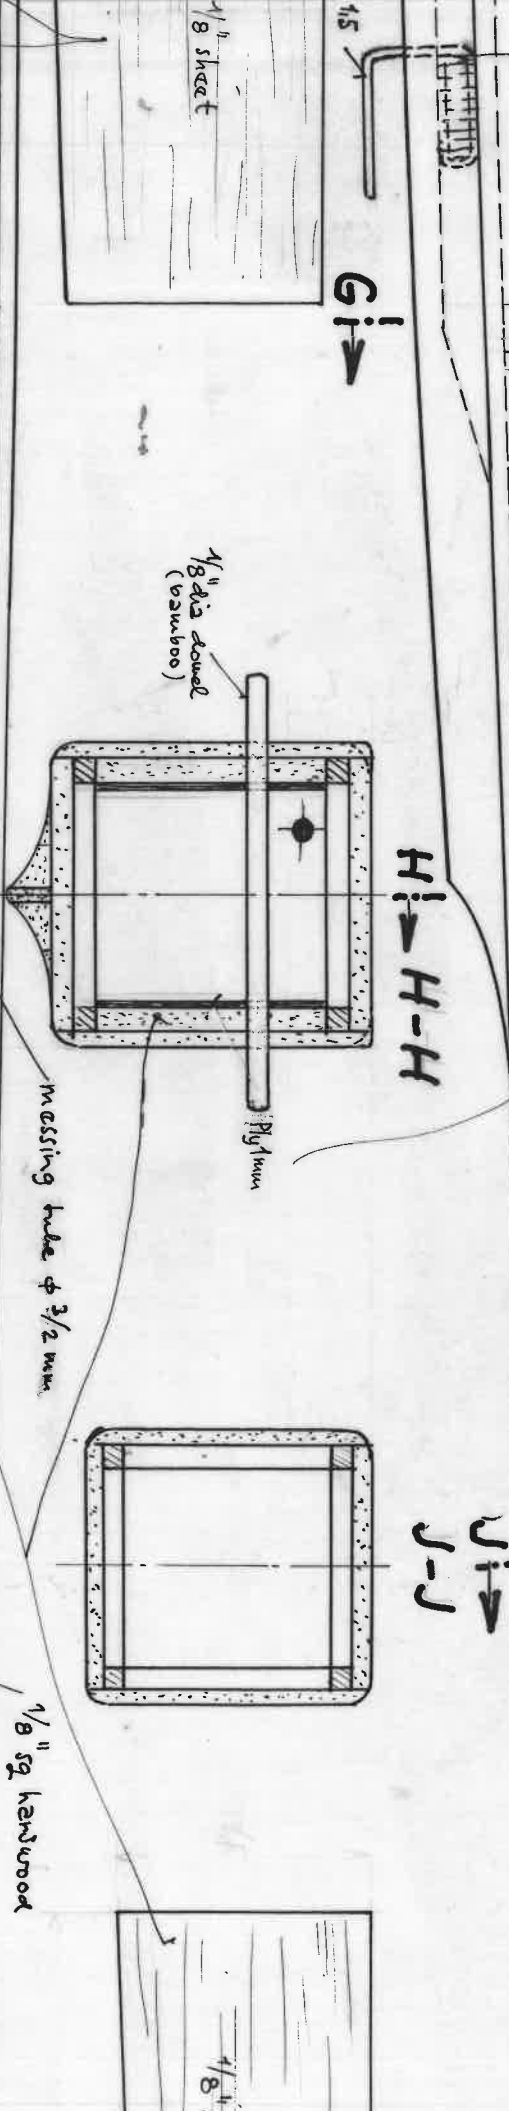 1/8" sheet
1,5
G
1/8" dia dowel
(bamboo)
H
H-H
Ply 1mm
messing tube ϕ 3/2 mm
J
J-J
1/8" sq hardwood
1/8"